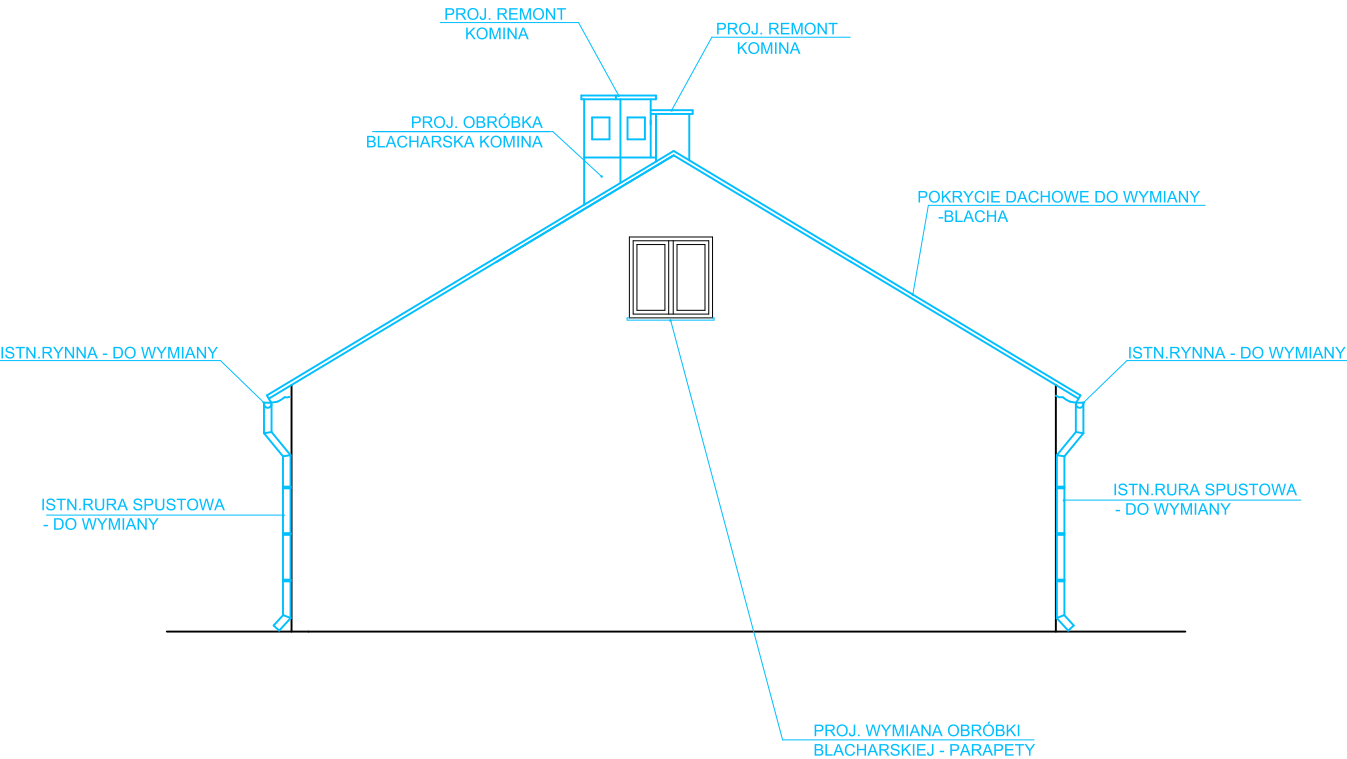 PROJ. REMONT
KOMINA
PROJ. REMONT
KOMINA
PROJ. OBRÓBKA
BLACHARSKA KOMINA
POKRYCIE DACHOWE DO WYMIANY
-BLACHA
ISTN.RYNNA - DO WYMIANY
ISTN.RYNNA - DO WYMIANY
ISTN.RURA SPUSTOWA
- DO WYMIANY
ISTN.RURA SPUSTOWA
- DO WYMIANY
PROJ. WYMIANA OBRÓBKI
BLACHARSKIEJ - PARAPETY